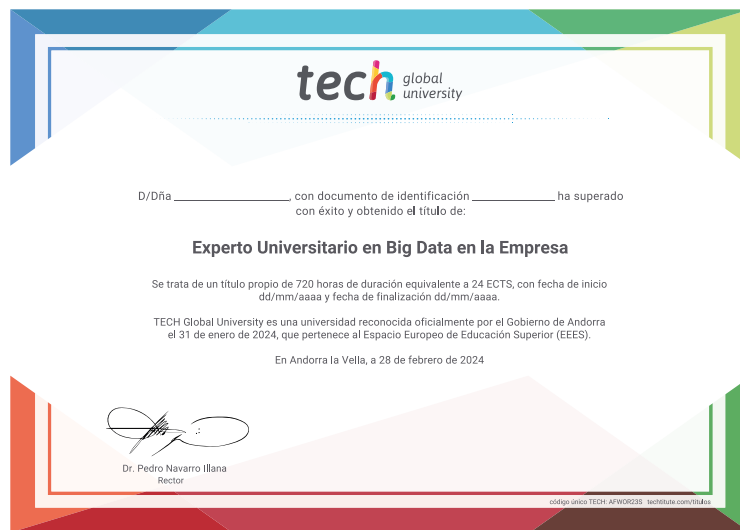 tech global university
D/Dña ____________________, con documento de identificación ______________ ha superado
con éxito y obtenido el título de:
Experto Universitario en Big Data en la Empresa
Se trata de un título propio de 720 horas de duración equivalente a 24 ECTS, con fecha de inicio
dd/mm/aaaa y fecha de finalización dd/mm/aaaa.
TECH Global University es una universidad reconocida oficialmente por el Gobierno de Andorra
el 31 de enero de 2024, que pertenece al Espacio Europeo de Educación Superior (EEES).
En Andorra la Vella, a 28 de febrero de 2024
Dr. Pedro Navarro Illana
Rector
código único TECH: AFWOR23S techtitute.com/titulos